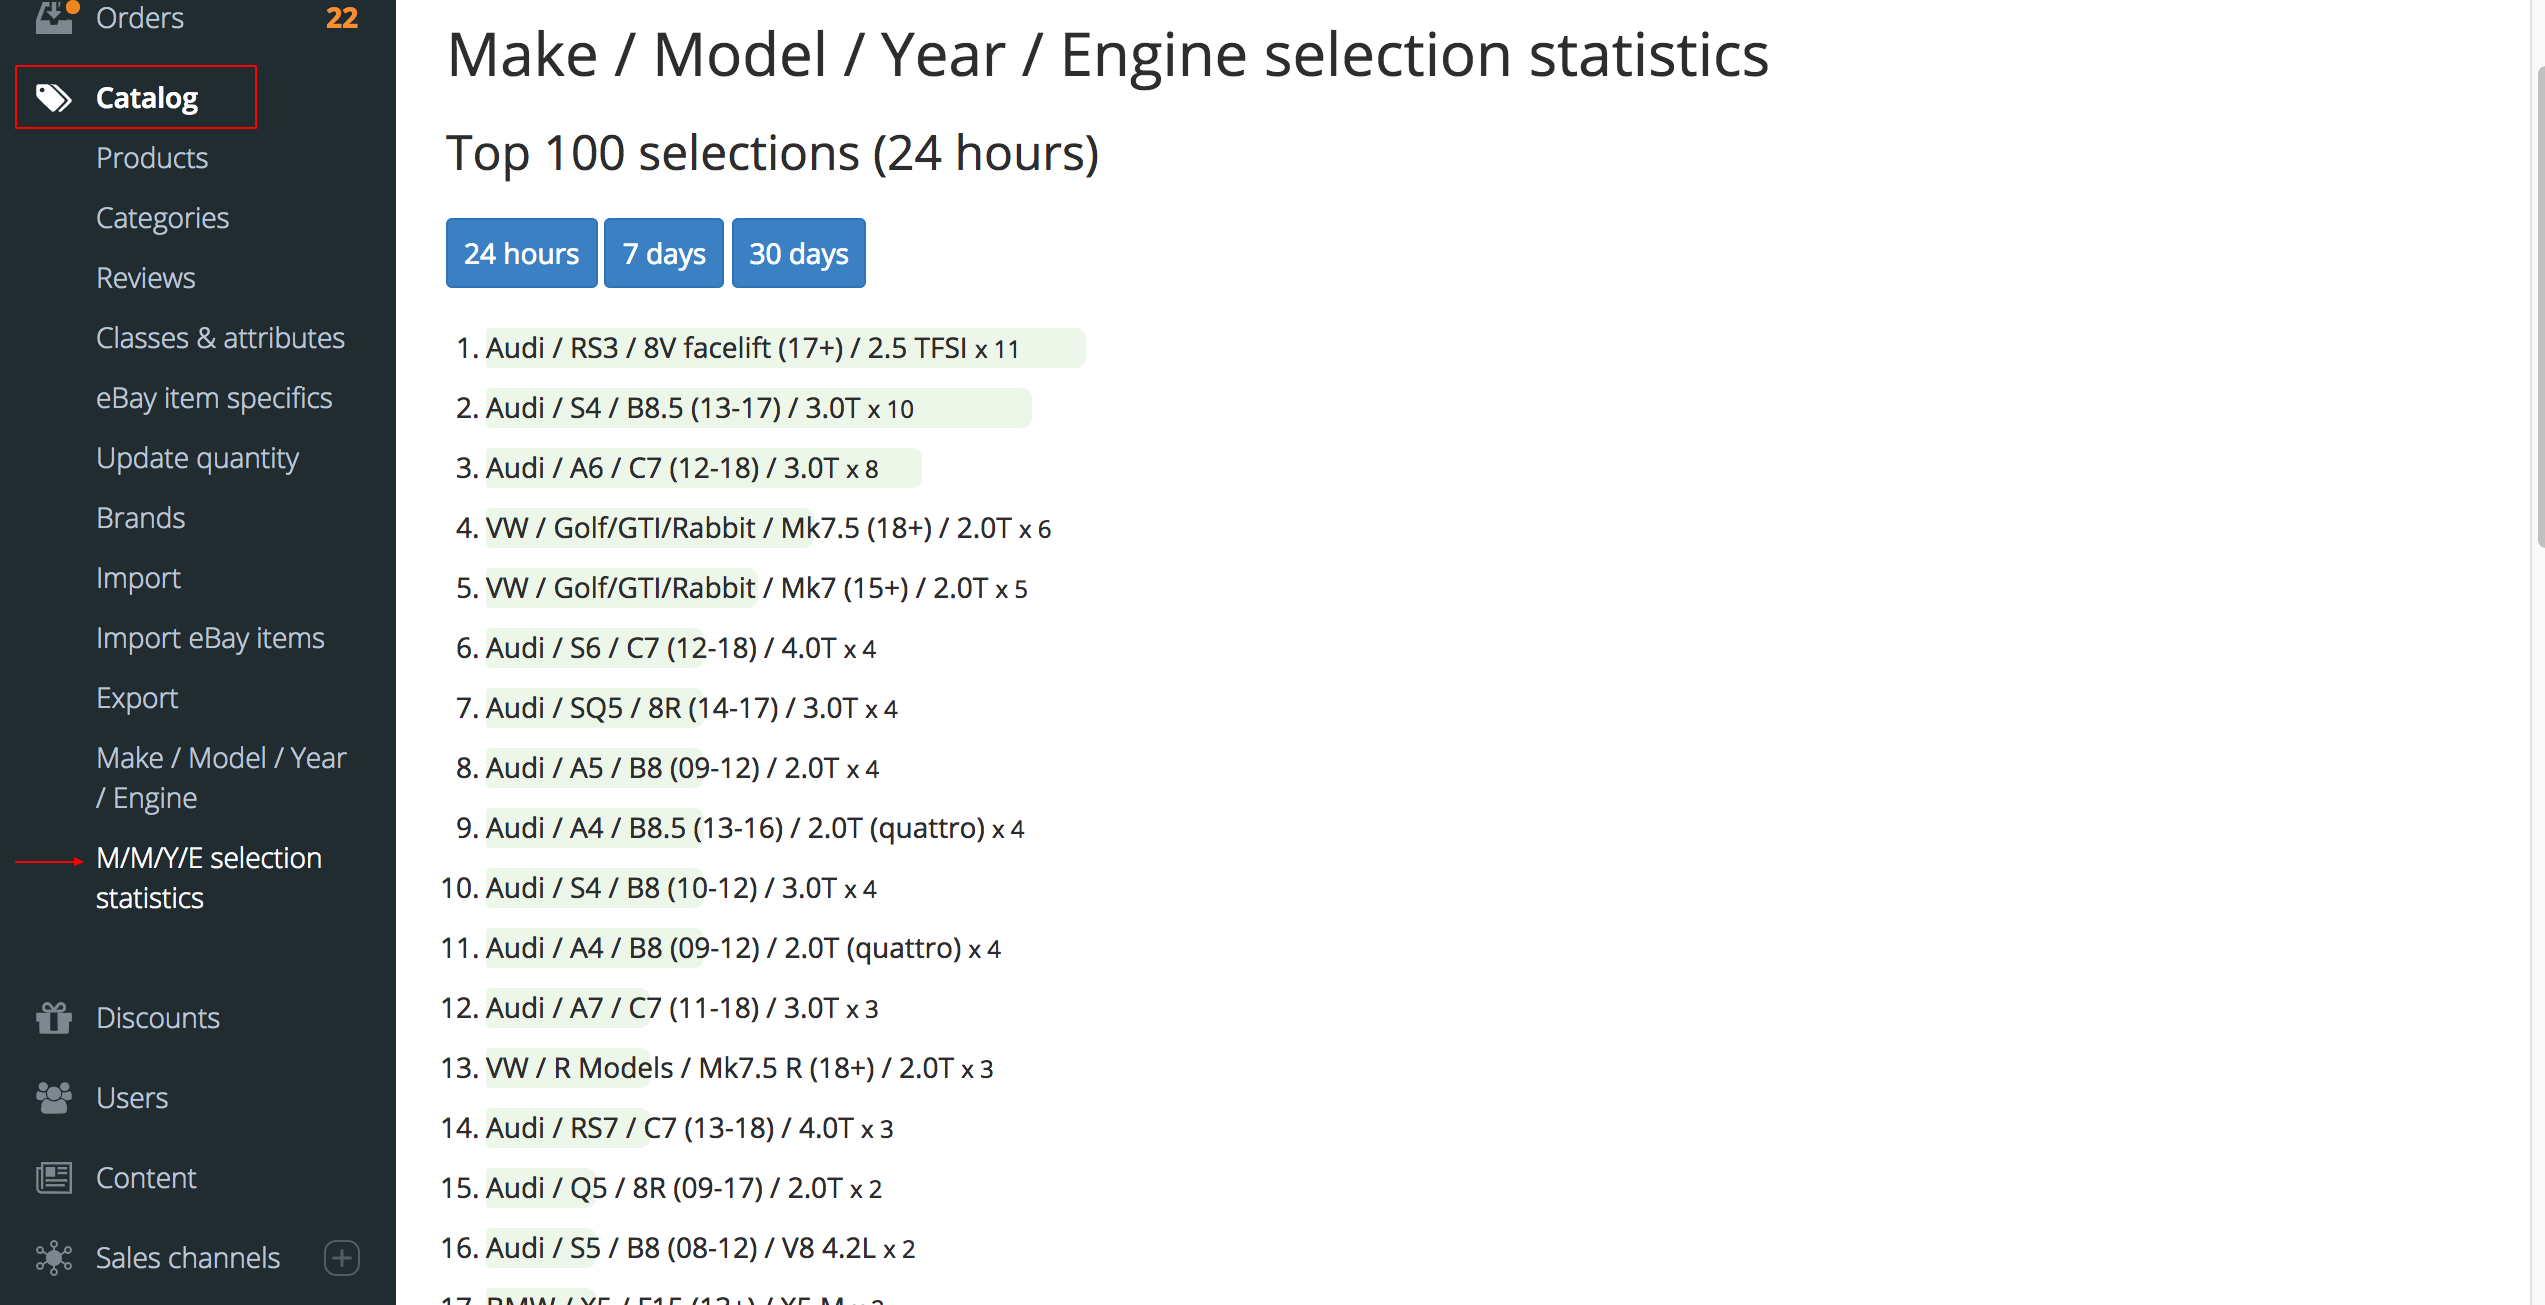 Orders 22
Catalog
Products
Categories
Reviews
Classes & attributes
eBay item specifics
Update quantity
Brands
Import
Import eBay items
Export
Make / Model / Year
/ Engine
M/M/Y/E selection
statistics
Discounts
Users
Content
Sales channels
Make / Model / Year / Engine selection statistics
Top 100 selections (24 hours)
24 hours 7 days 30 days
1. Audi / RS3 / 8V facelift (17+) / 2.5 TFSI x 11
2. Audi / S4 / B8.5 (13-17) / 3.0T x 10
3. Audi / A6 / C7 (12-18) / 3.0T x 8
4. VW / Golf/GTI/Rabbit / Mk7.5 (18+) / 2.0T x 6
5. VW / Golf/GTI/Rabbit / Mk7 (15+) / 2.0T x 5
6. Audi / S6 / C7 (12-18) / 4.0T x 4
7. Audi / SQ5 / 8R (14-17) / 3.0T x 4
8. Audi / A5 / B8 (09-12) / 2.0T x 4
9. Audi / A4 / B8.5 (13-16) / 2.0T (quattro) x 4
10. Audi / S4 / B8 (10-12) / 3.0T x 4
11. Audi / A4 / B8 (09-12) / 2.0T (quattro) x 4
12. Audi / A7 / C7 (11-18) / 3.0T x 3
13. VW / R Models / Mk7.5 R (18+) / 2.0T x 3
14. Audi / RS7 / C7 (13-18) / 4.0T x 3
15. Audi / Q5 / 8R (09-17) / 2.0T x 2
16. Audi / S5 / B8 (08-12) / V8 4.2L x 2
17. BMW / X5 / F15 (13+) / X5 M x 2